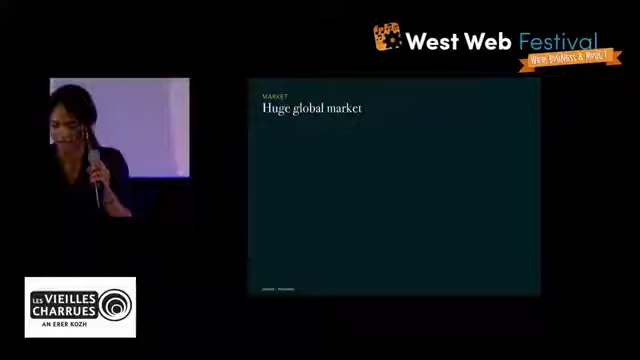 West Web Festival
WEB, BUSINESS & MUSIC !
MARKET
Huge global market
LES VIEILLES
CHARRUES
AN ERER KOZH